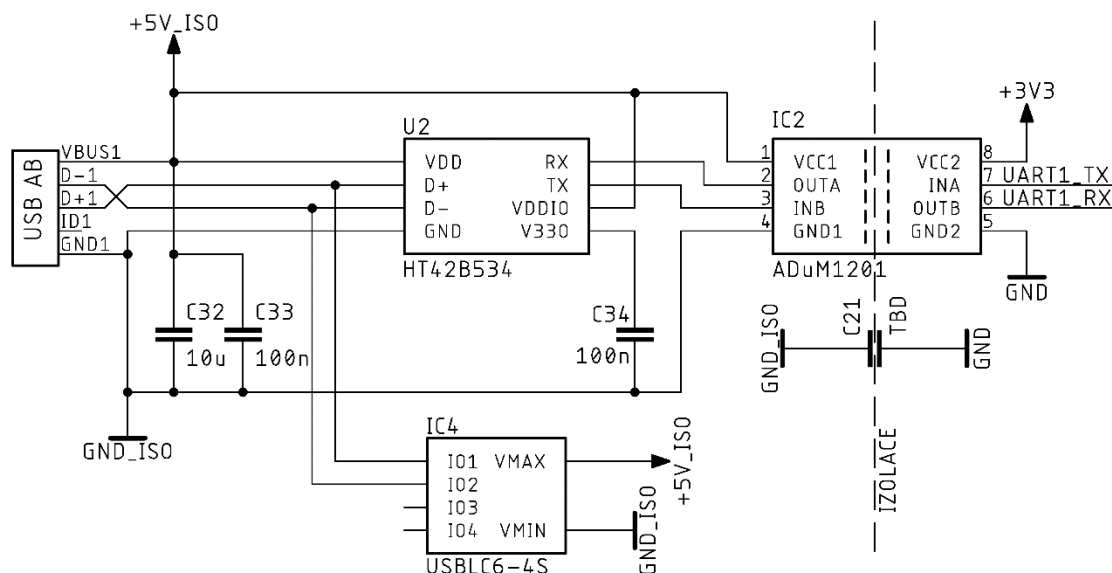 +5V_ISO
+3V3
U2
IC2
USB AB
VBUS1
D-1
D+1
ID1
GND1
VDD
D+
D-
GND
RX
TX
VDDIO
V33O
HT42B534
1
2
3
4
VCC1
OUTA
INB
GND1
VCC2
INA
OUTB
GND2
8
7
6
5
UART1_TX
UART1_RX
ADuM1201
GND
C32
10u
C33
100n
C34
100n
GND_ISO
C21
TBD
GND
GND_ISO
IC4
IO1
IO2
IO3
IO4
VMAX
VMIN
+5V_ISO
GND_ISO
USBLC6-4S
IZOLACE